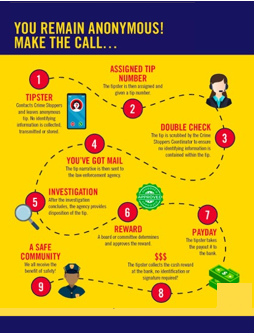 YOU REMAIN ANONYMOUS!
MAKE THE CALL...
1
TIPSTER
Contacts Crime Stoppers
and leaves anonymous
tip. No identifying
information is collected,
transmitted or stored.
ASSIGNED TIP
NUMBER
The tipster is then assigned and
given a tip number.
2
DOUBLE CHECK
The tip is scrubbed by the Crime
Stoppers Coordinator to ensure
no identifying information is
contained within the tip.
3
4
YOU'VE GOT MAIL
The tip narrative is then sent to
the law enforcement agency.
5
INVESTIGATION
After the investigation
concludes, the agency provides
disposition of the tip.
APPROVED
6
REWARD
A board or committee determines
and approves the reward.
7
PAYDAY
The tipster takes
the payout # to
the bank.
$$$
The tipster collects the cash reward
at the bank, no identification or
signature required!
8
A SAFE
COMMUNITY
We all receive the
benefit of safety!
9